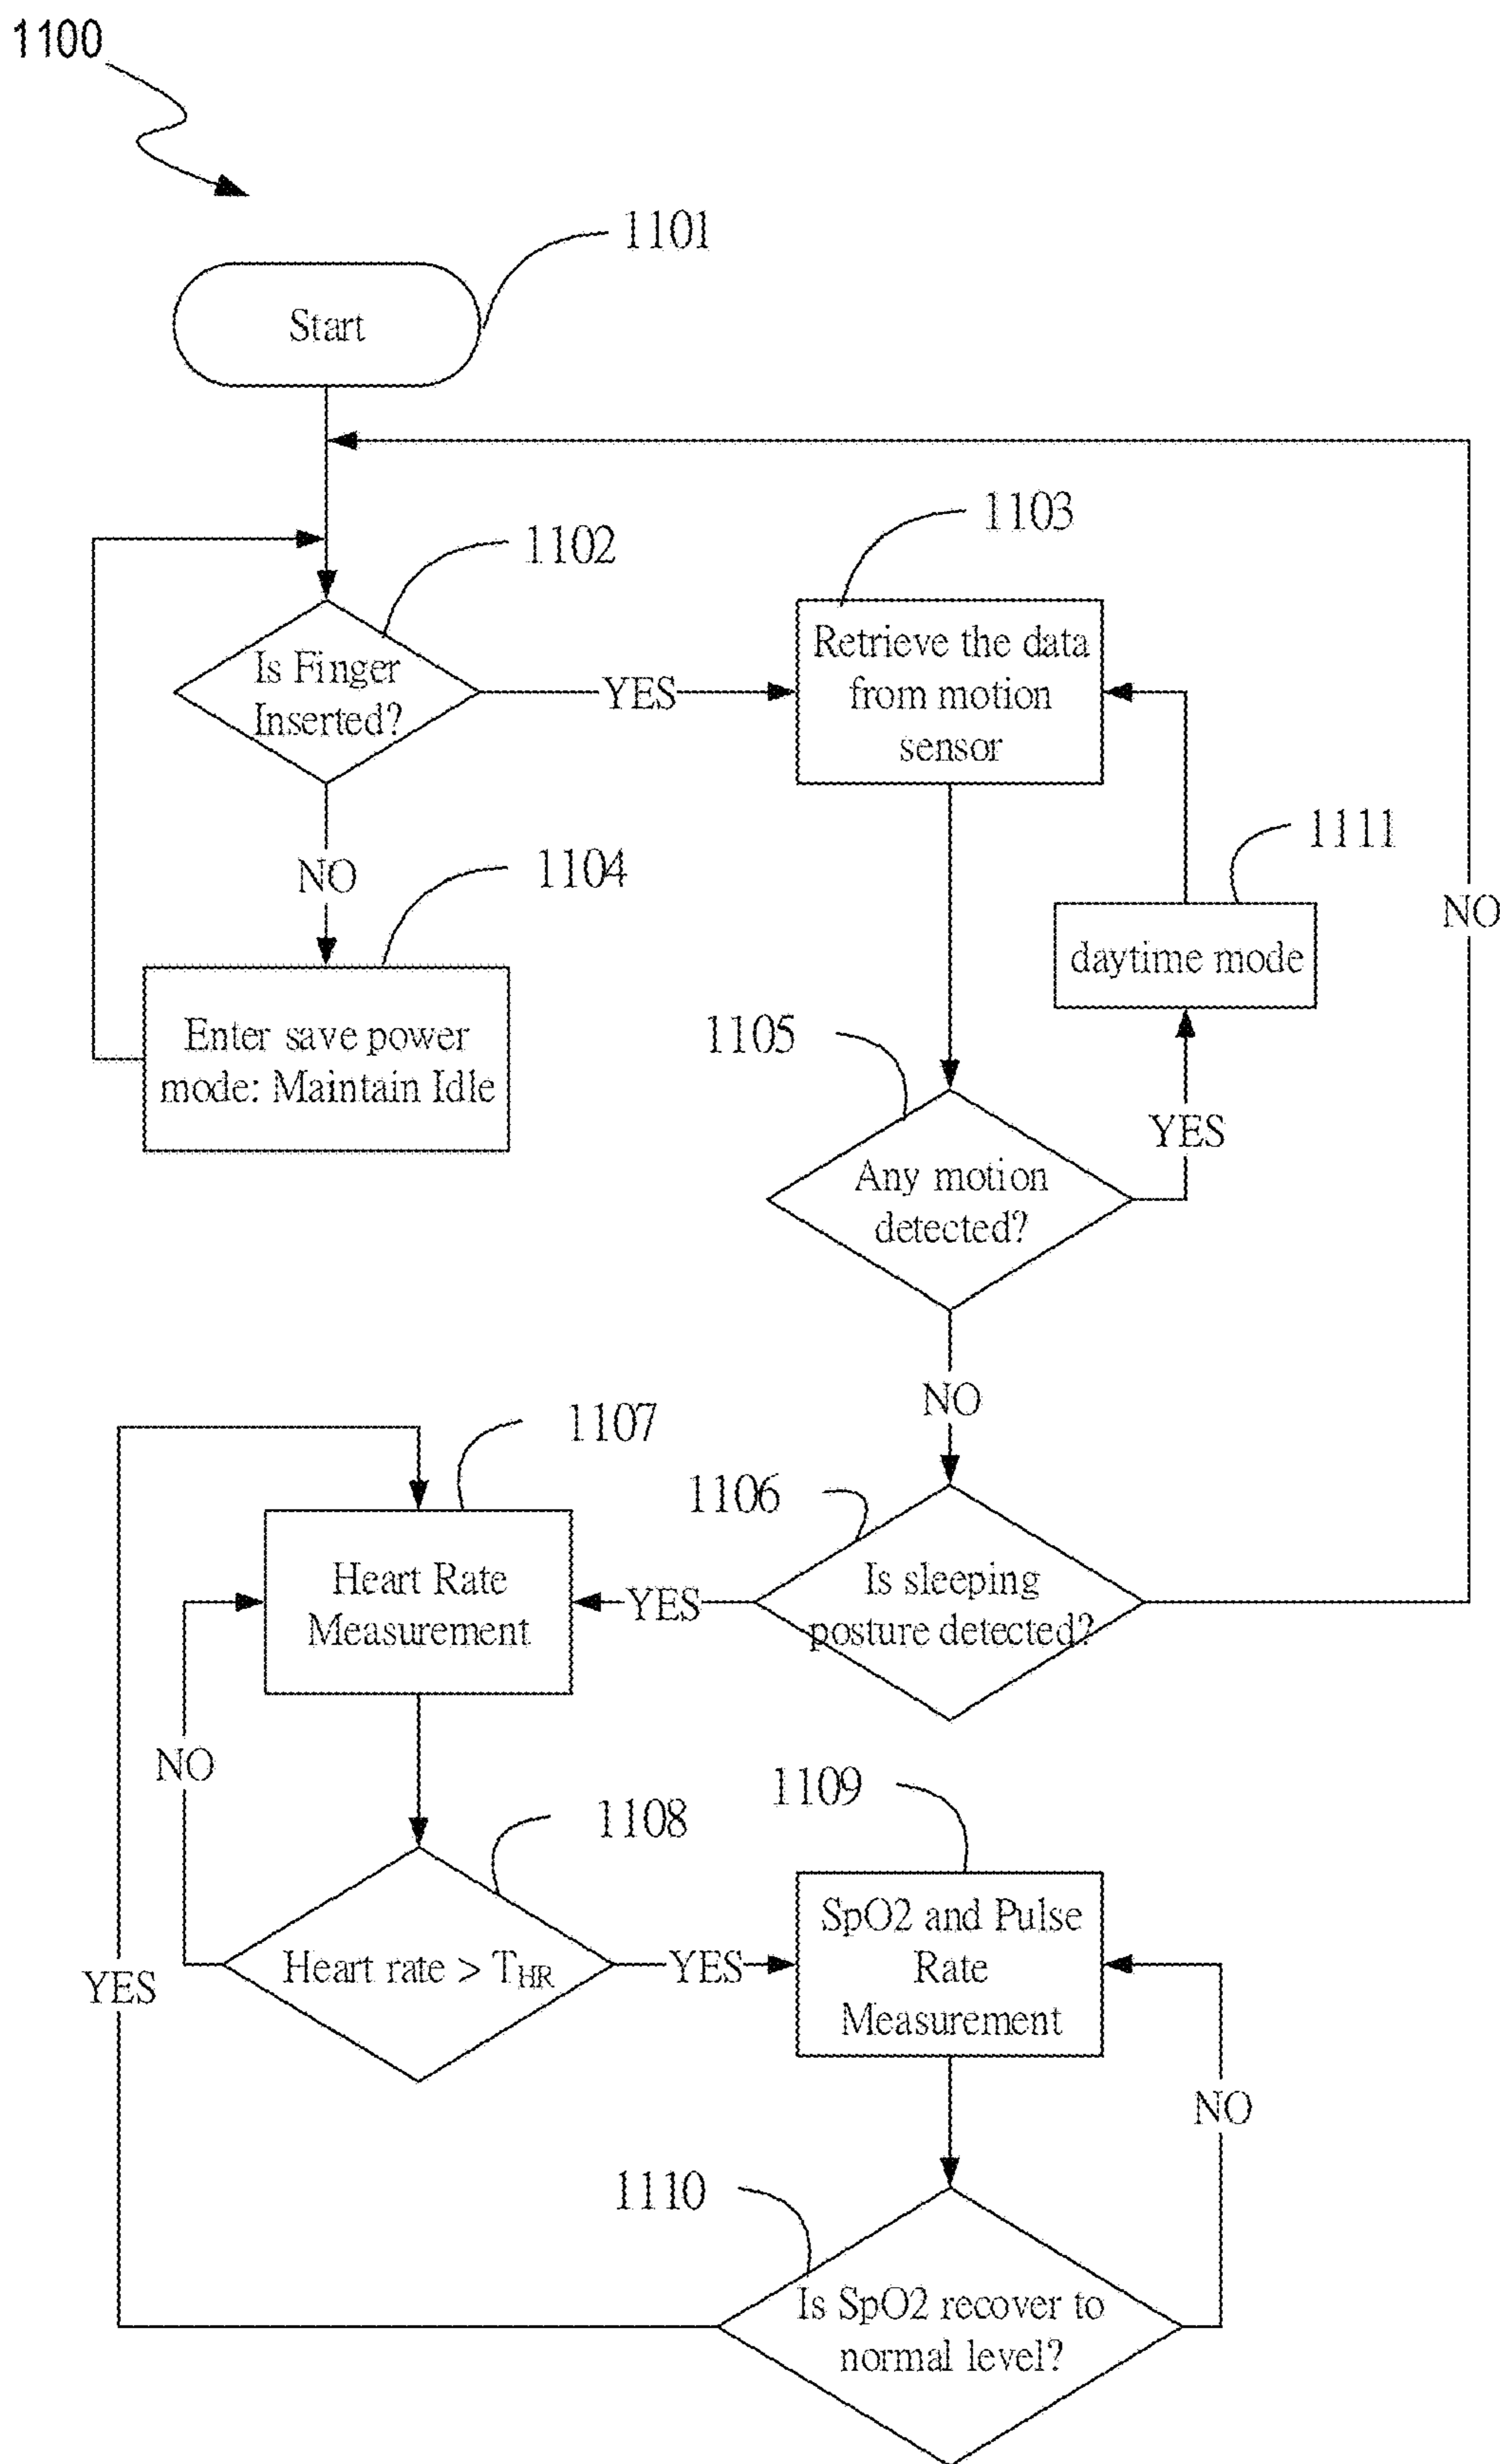 1100
1101
Start
1102
1103
Is Finger
Inserted?
YES
Retrieve the data
from motion
sensor
NO
1104
1111
NO
daytime mode
Enter save power
mode: Maintain Idle
1105
YES
Any motion
detected?
NO
1107
1106
Heart Rate
Measurement
YES
Is sleeping
posture detected?
NO
1109
1108
SpO2 and Pulse
Rate
Measurement
Heart rate > THR
YES
YES
NO
1110
Is SpO2 recover to
normal level?